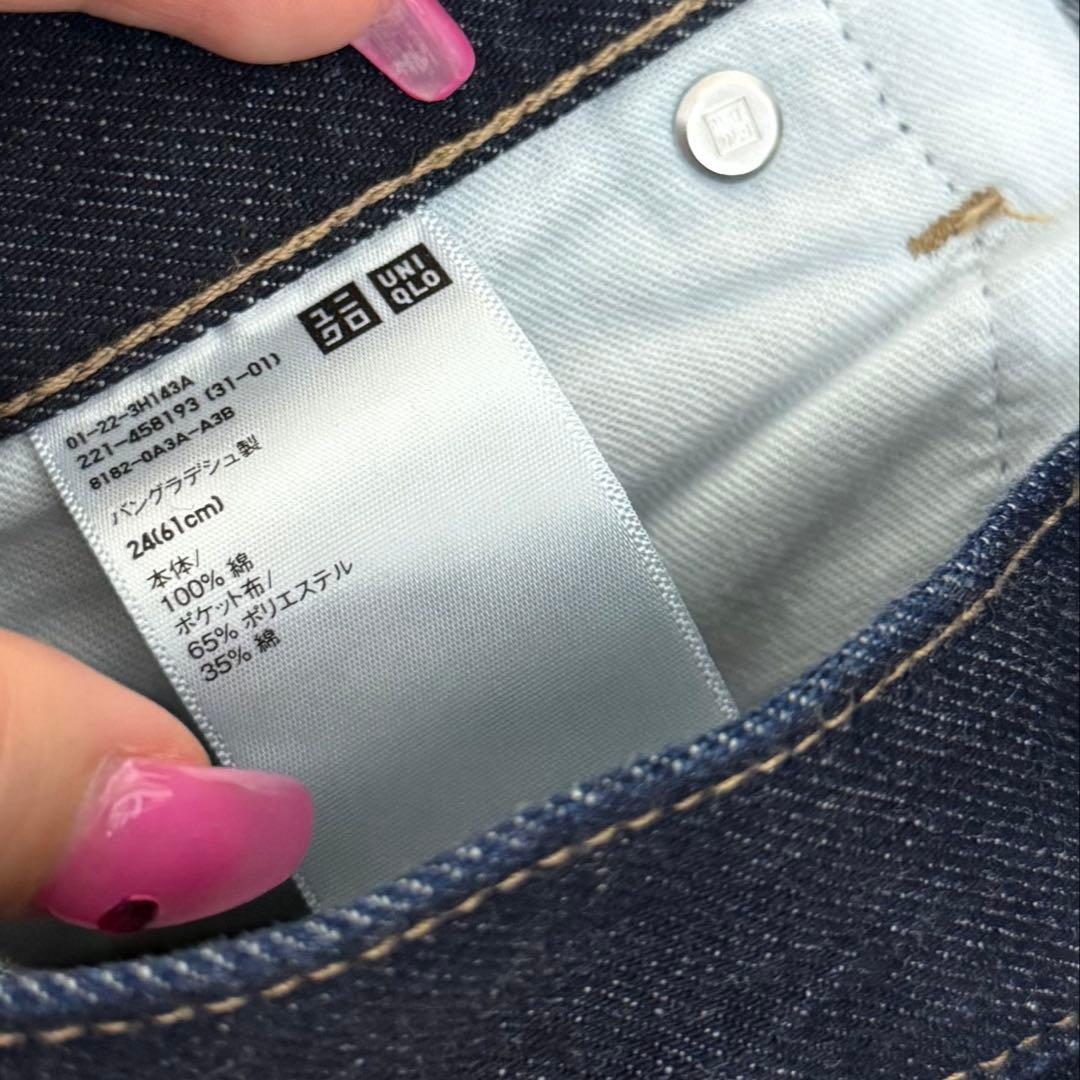 ユニ
クロ
UNI
QLO
01-22-3H143A
221-458193 (31-01)
8182-0A3A-A3B
バングラデシュ製
24(61cm)
本体/
100% 綿
ポケット布/
65% ポリエステル
35% 綿